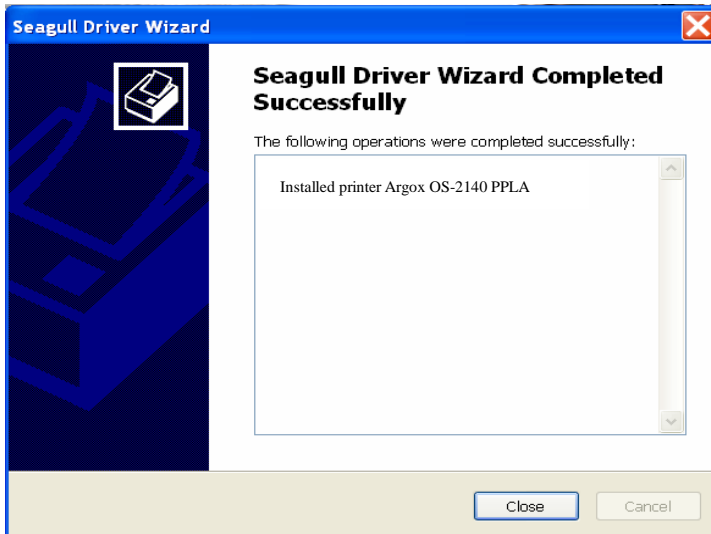 Seagull Driver Wizard
Seagull Driver Wizard Completed
Successfully
The following operations were completed successfully:
Installed printer Argox OS-2140 PPLA
Close
Cancel